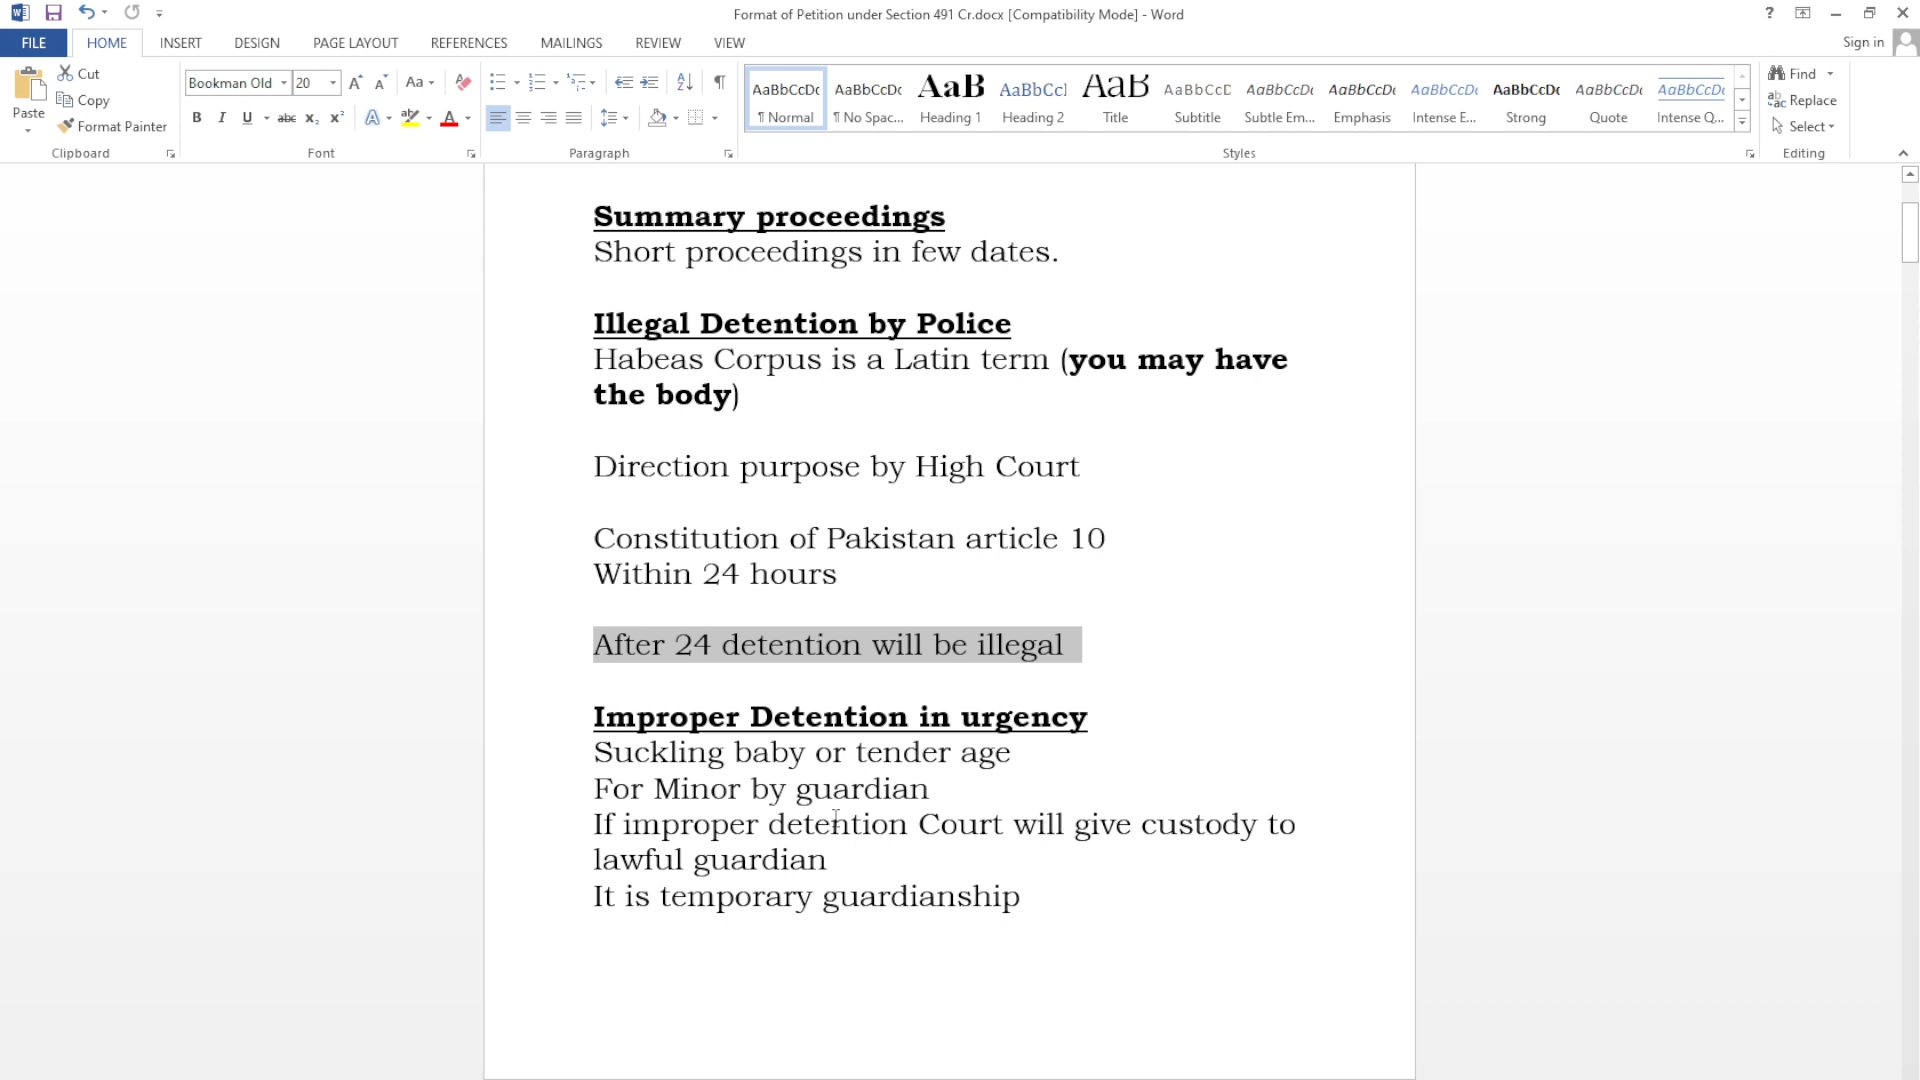 Format of Petition under Section 491 Cr.docx [Compatibility Mode] - Word
?
FILE HOME INSERT DESIGN PAGE LAYOUT REFERENCES MAILINGS REVIEW VIEW
Sign in
Paste
Cut
Copy
Format Painter
Clipboard
Bookman Old 20
Font
Paragraph
AaBbCcDc AaBbCcDc AaB AaBbCcI AaB AaBbCcD AaBbCcDc AaBbCcDc AaBbCcDc AaBbCcDc AaBbCcDc AaBbCcDc
¶ Normal ¶ No Spac... Heading 1 Heading 2 Title Subtitle Subtle Em... Emphasis Intense E... Strong Quote Intense Q...
Styles
Find
Replace
Select
Editing
Summary proceedings
Short proceedings in few dates.
Illegal Detention by Police
Habeas Corpus is a Latin term (you may have
the body)
Direction purpose by High Court
Constitution of Pakistan article 10
Within 24 hours
After 24 detention will be illegal
Improper Detention in urgency
Suckling baby or tender age
For Minor by guardian
If improper detention Court will give custody to
lawful guardian
It is temporary guardianship